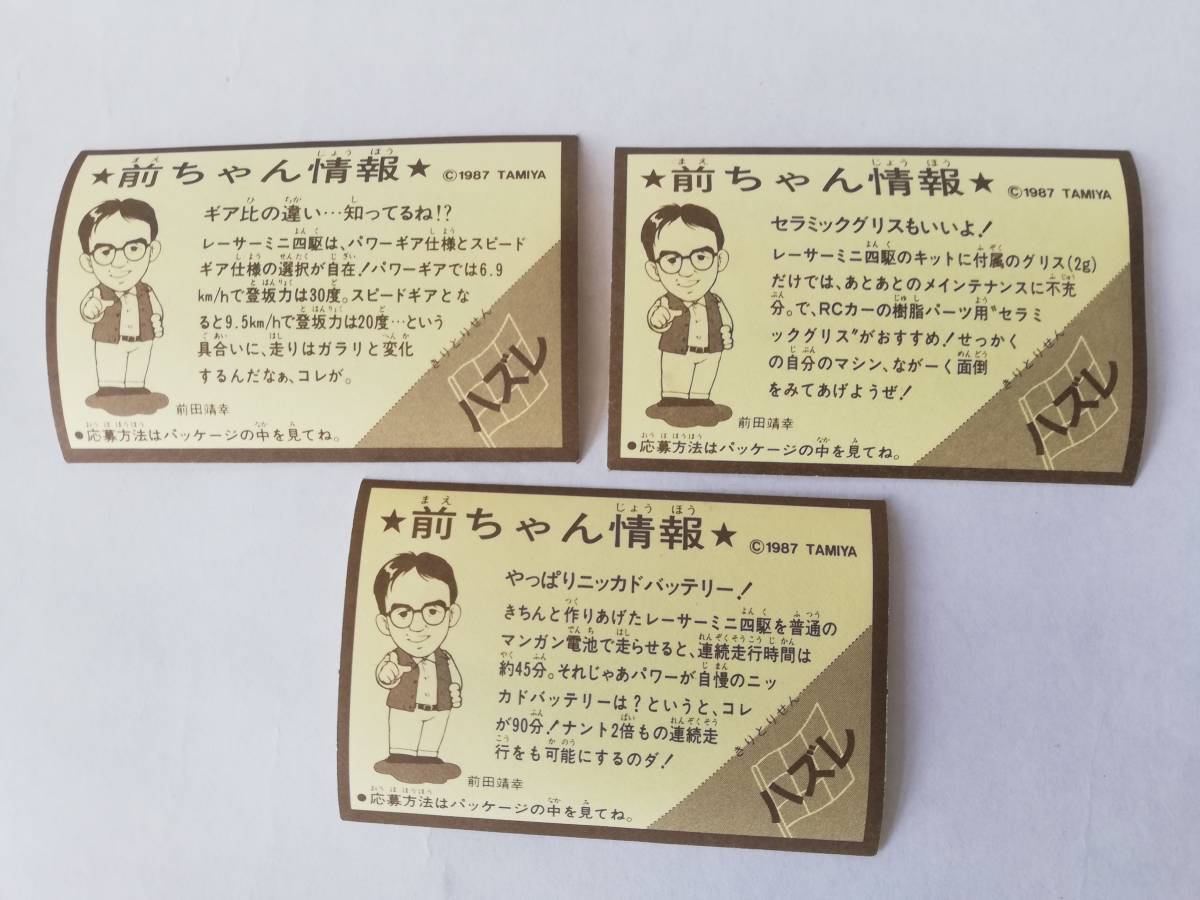 ★前ちゃん情報★ ©1987 TAMIYA
ギア比の違い…知ってるね!?
レーサーミニ四駆は、パワーギア仕様とスピード
ギア仕様の選択が自在!パワーギアでは6.9
km/hで登坂力は30度。スピードギアとな
ると9.5km/hで登坂力は20度…という
具合いに、走りはガラリと変化
するんだなぁ、コレが。
前田靖幸
●応募方法はパッケージの中を見てね。
きりとりせん
ハズレ
★前ちゃん情報★ ©1987 TAMIYA
セラミックグリスもいいよ!
レーサーミニ四駆のキットに付属のグリス(2g)
だけでは、あとあとのメインテナンスに不充
分。で、RCカーの樹脂パーツ用“セラミ
ックグリス”がおすすめ!せっかく
の自分のマシン、ながーく面倒
をみてあげようぜ!
前田靖幸
●応募方法はパッケージの中を見てね。
きりとりせん
ハズレ
★前ちゃん情報★ ©1987 TAMIYA
やっぱりニッカドバッテリー!
きちんと作りあげたレーサーミニ四駆を普通の
マンガン電池で走らせると、連続走行時間は
約45分。それじゃあパワーが自慢のニッ
カドバッテリーは?というと、コレ
が90分!ナント2倍もの連続走
行をも可能にするのダ!
前田靖幸
●応募方法はパッケージの中を見てね。
きりとりせん
ハズレ